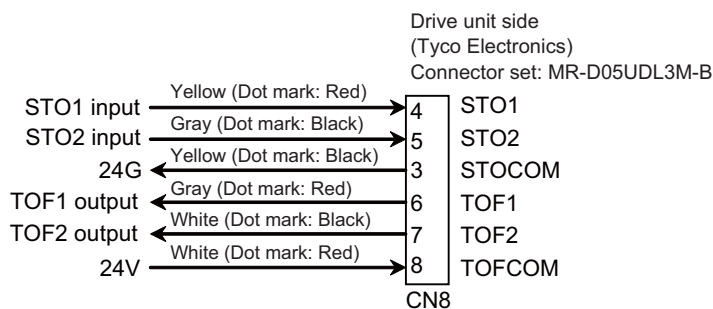 Drive unit side
(Tyco Electronics)
Connector set: MR-D05UDL3M-B
STO1 input Yellow (Dot mark: Red) 4 STO1
STO2 input Gray (Dot mark: Black) 5 STO2
24G Yellow (Dot mark: Black) 3 STOCOM
TOF1 output Gray (Dot mark: Red) 6 TOF1
TOF2 output White (Dot mark: Black) 7 TOF2
24V White (Dot mark: Red) 8 TOFCOM
CN8